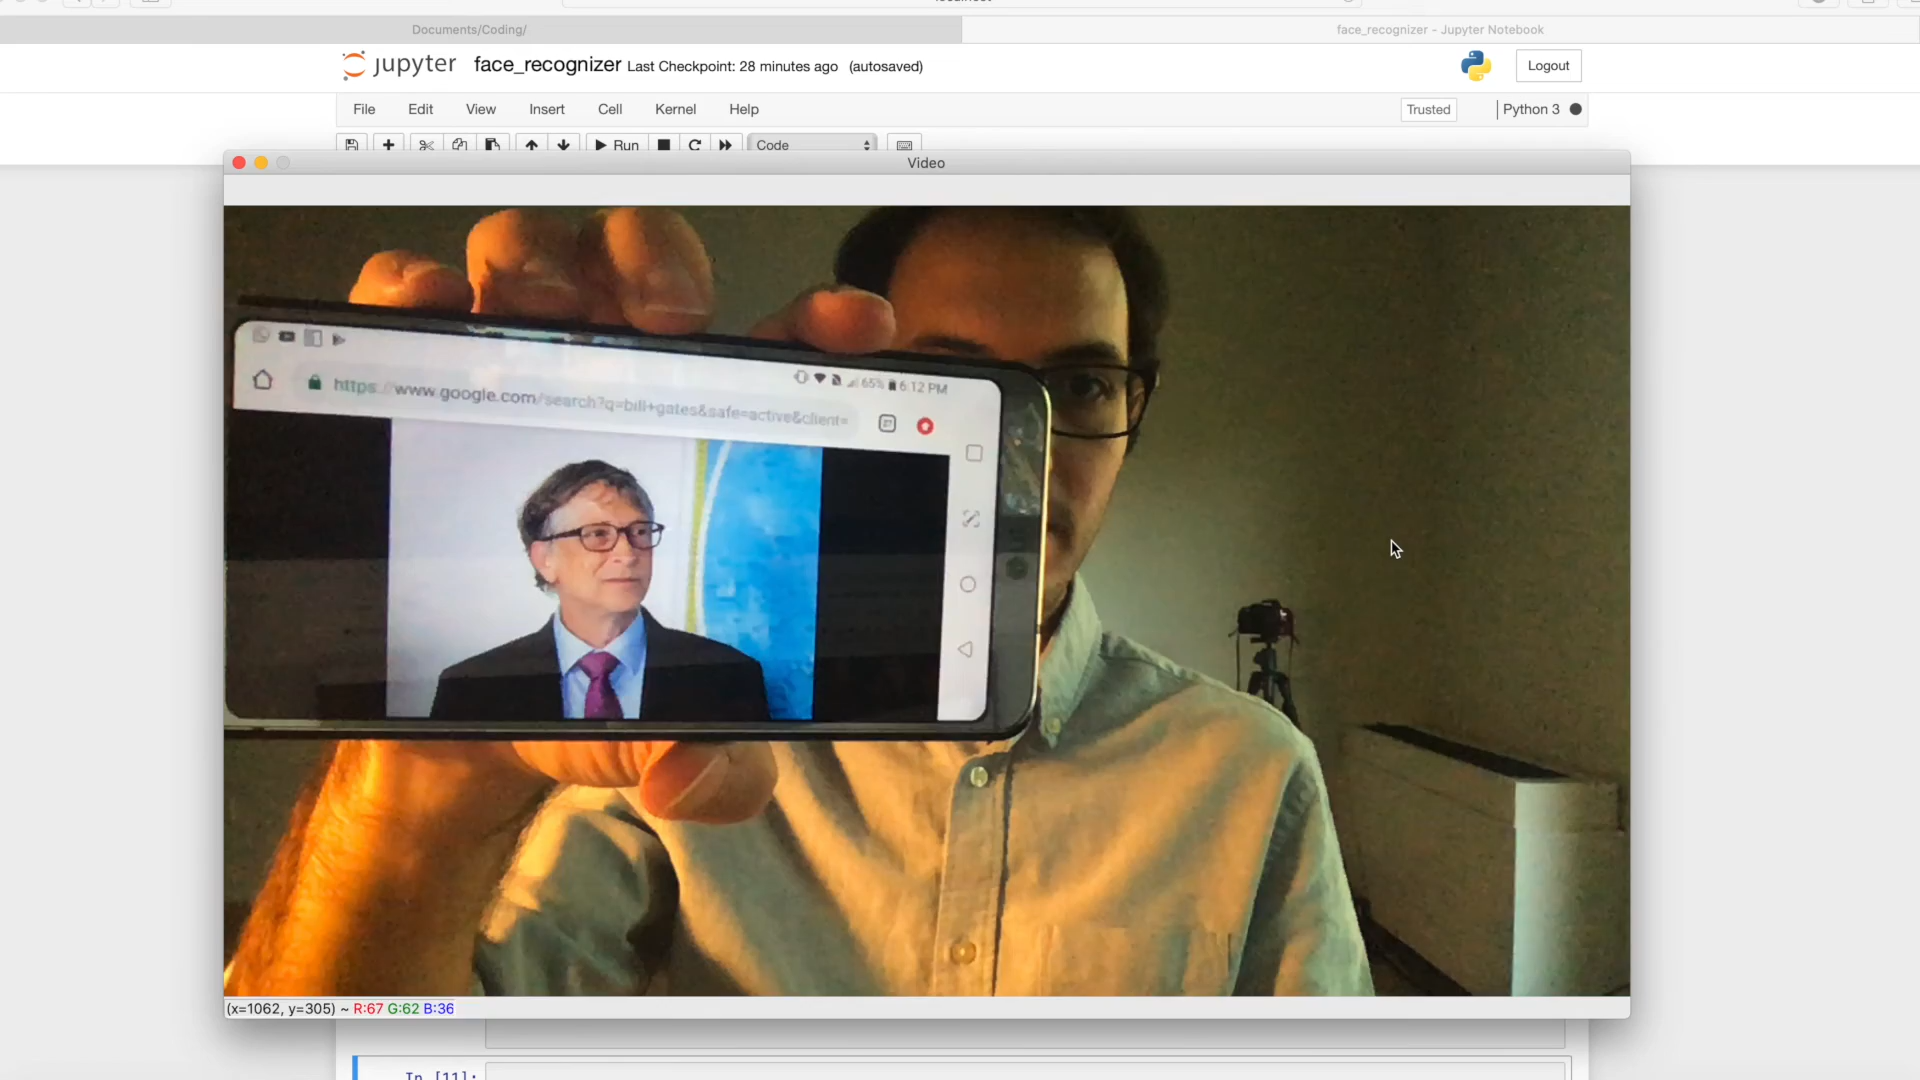 Documents/Coding/
face_recognizer - Jupyter Notebook
jupyter face_recognizer Last Checkpoint: 28 minutes ago (autosaved)
Logout
File Edit View Insert Cell Kernel Help
Trusted Python 3
Run Code
Video
65% 6:12 PM
https://www.google.com/search?q=bill+gates&safe=active&client=
(x=1062, y=305) ~ R:67 G:62 B:36
In [11]: